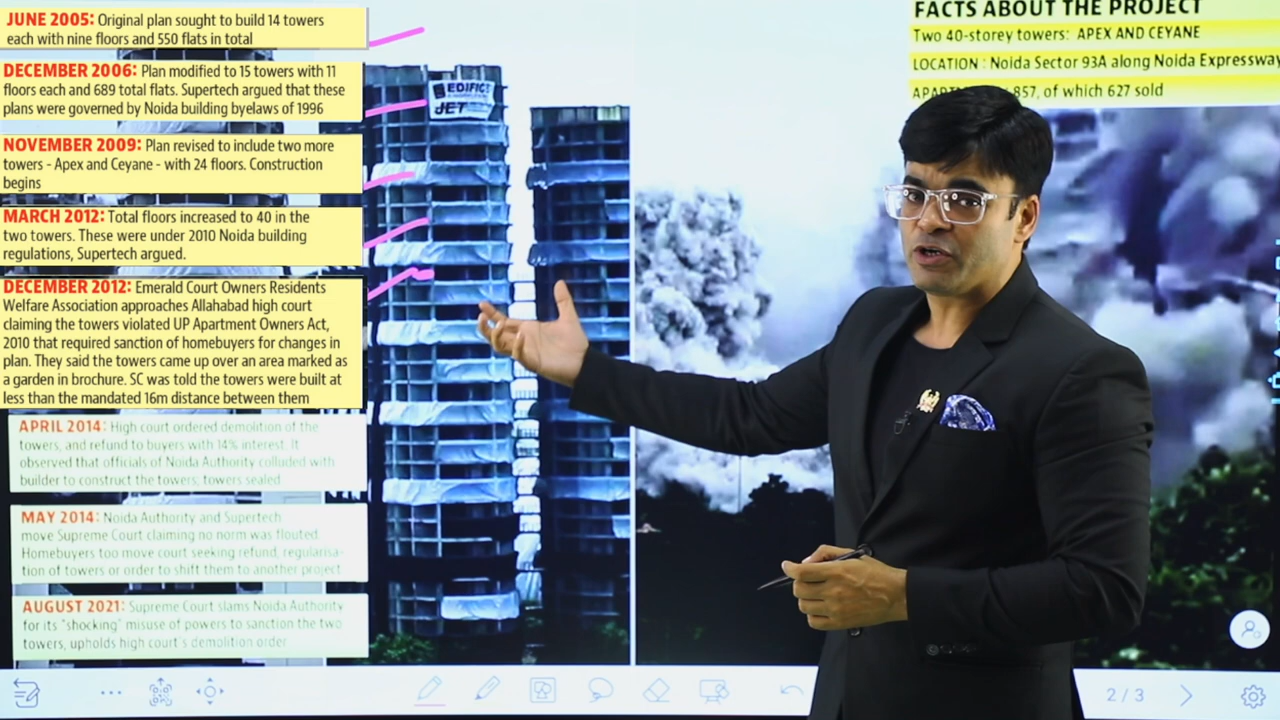 JUNE 2005: Original plan sought to build 14 towers
each with nine floors and 550 flats in total
DECEMBER 2006: Plan modified to 15 towers with 11
floors each and 689 total flats. Supertech argued that these
plans were governed by Noida building byelaws of 1996
NOVEMBER 2009: Plan revised to include two more
towers - Apex and Ceyane - with 24 floors. Construction
begins
MARCH 2012: Total floors increased to 40 in the
two towers. These were under 2010 Noida building
regulations, Supertech argued.
DECEMBER 2012: Emerald Court Owners Residents
Welfare Association approaches Allahabad high court
claiming the towers violated UP Apartment Owners Act,
2010 that required sanction of homebuyers for changes in
plan. They said the towers came up over an area marked as
a garden in brochure. SC was told the towers were built at
less than the mandated 16m distance between them
APRIL 2014: High court ordered demolition of the
towers, and refund to buyers with 14% interest. It
observed that officials of Noida Authority colluded with
builder to construct the towers; towers sealed
MAY 2014: Noida Authority and Supertech
move Supreme Court claiming no norm was flouted.
Homebuyers too move court seeking refund, regularisa-
tion of towers or order to shift them to another project
AUGUST 2021: Supreme Court slams Noida Authority
for its "shocking" misuse of powers to sanction the two
towers, upholds high court's demolition order
EDIFICE
JET
FACTS ABOUT THE PROJECT
Two 40-storey towers: APEX AND CEYANE
LOCATION : Noida Sector 93A along Noida Expressway
857, of which 627 sold
2 / 3